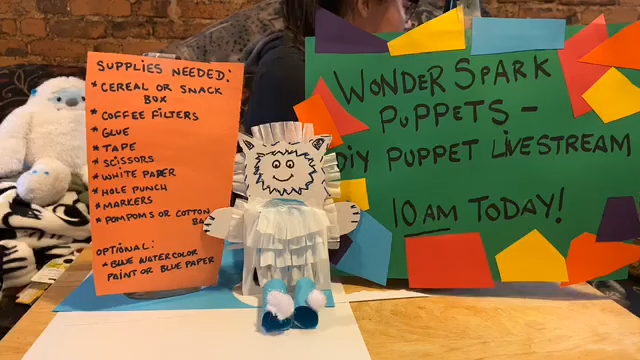 SUPPLIES NEEDED:
* CEREAL OR SNACK
BOX
* COFFEE FILTERS
* GLUE
* TAPE
* SCISSORS
* WHITE PAPER
* HOLE PUNCH
* MARKERS
* POMPOMS OR COTTON
BA
OPTIONAL:
* BLUE WATERCOLOR
PAINT OR BLUE PAPER
WONDER SPARK
PUPPETS -
DIY PUPPET LIVESTREAM
10 AM TODAY!